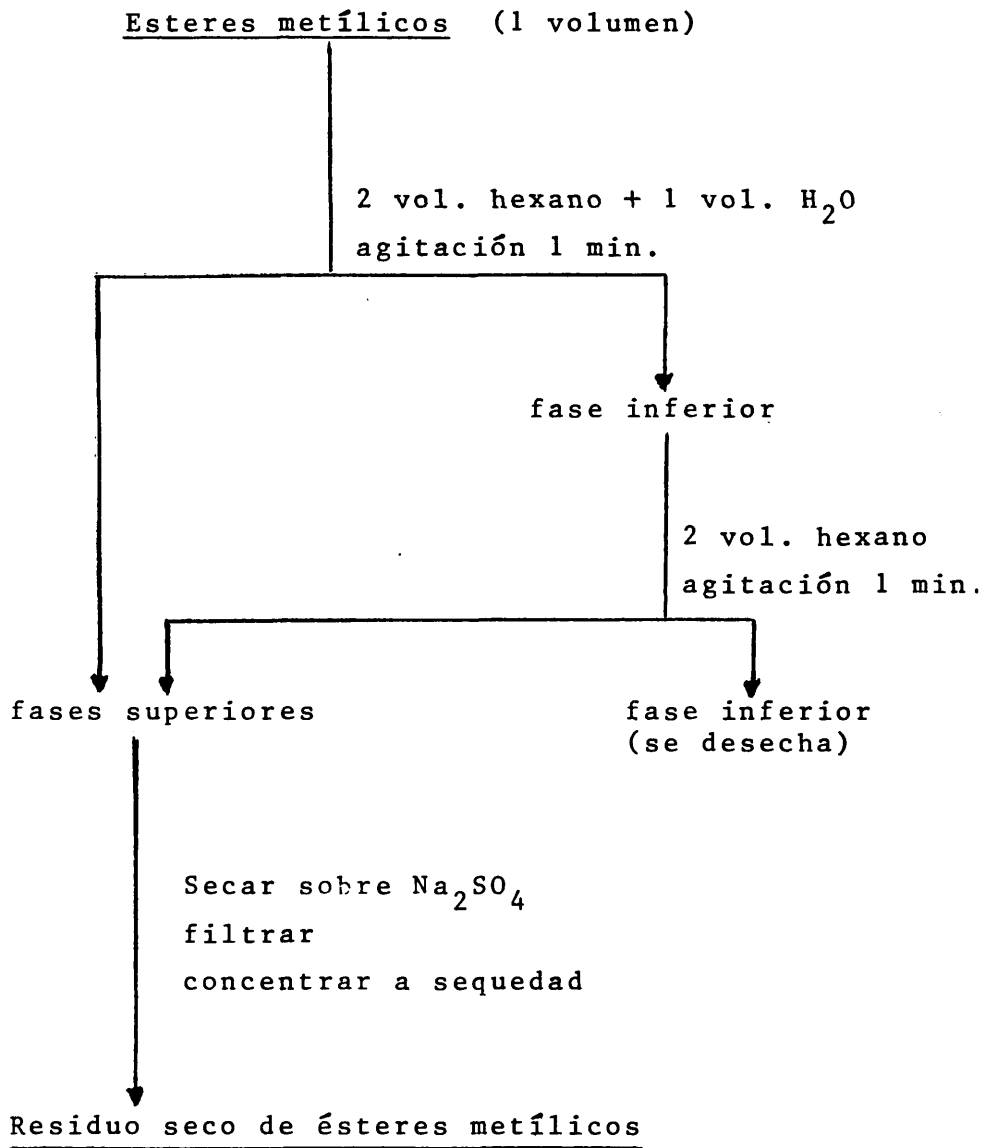 Esteres metílicos (1 volumen)
2 vol. hexano + 1 vol. H₂O
agitación 1 min.
fase inferior
2 vol. hexano
agitación 1 min.
fases superiores
fase inferior
(se desecha)
Secar sobre Na₂SO₄
filtrar
concentrar a sequedad
Residuo seco de ésteres metílicos